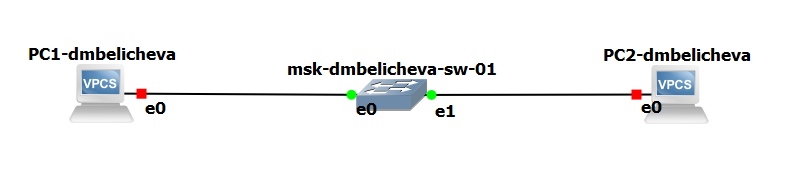 PC1-dmbelicheva
PC2-dmbelicheva
msk-dmbelicheva-sw-01
VPCS
VPCS
e0
e0
e1
e0